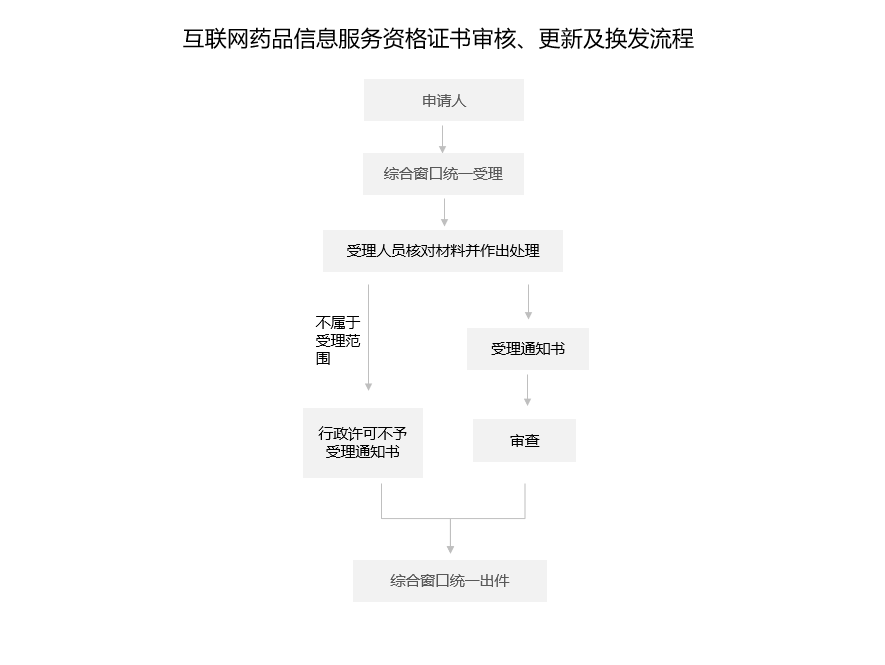 互联网药品信息服务资格证书审核、更新及换发流程
申请人
综合窗口统一受理
受理人员核对材料并作出处理
不属于
受理范
围
受理通知书
行政许可不予
受理通知书
审查
综合窗口统一出件